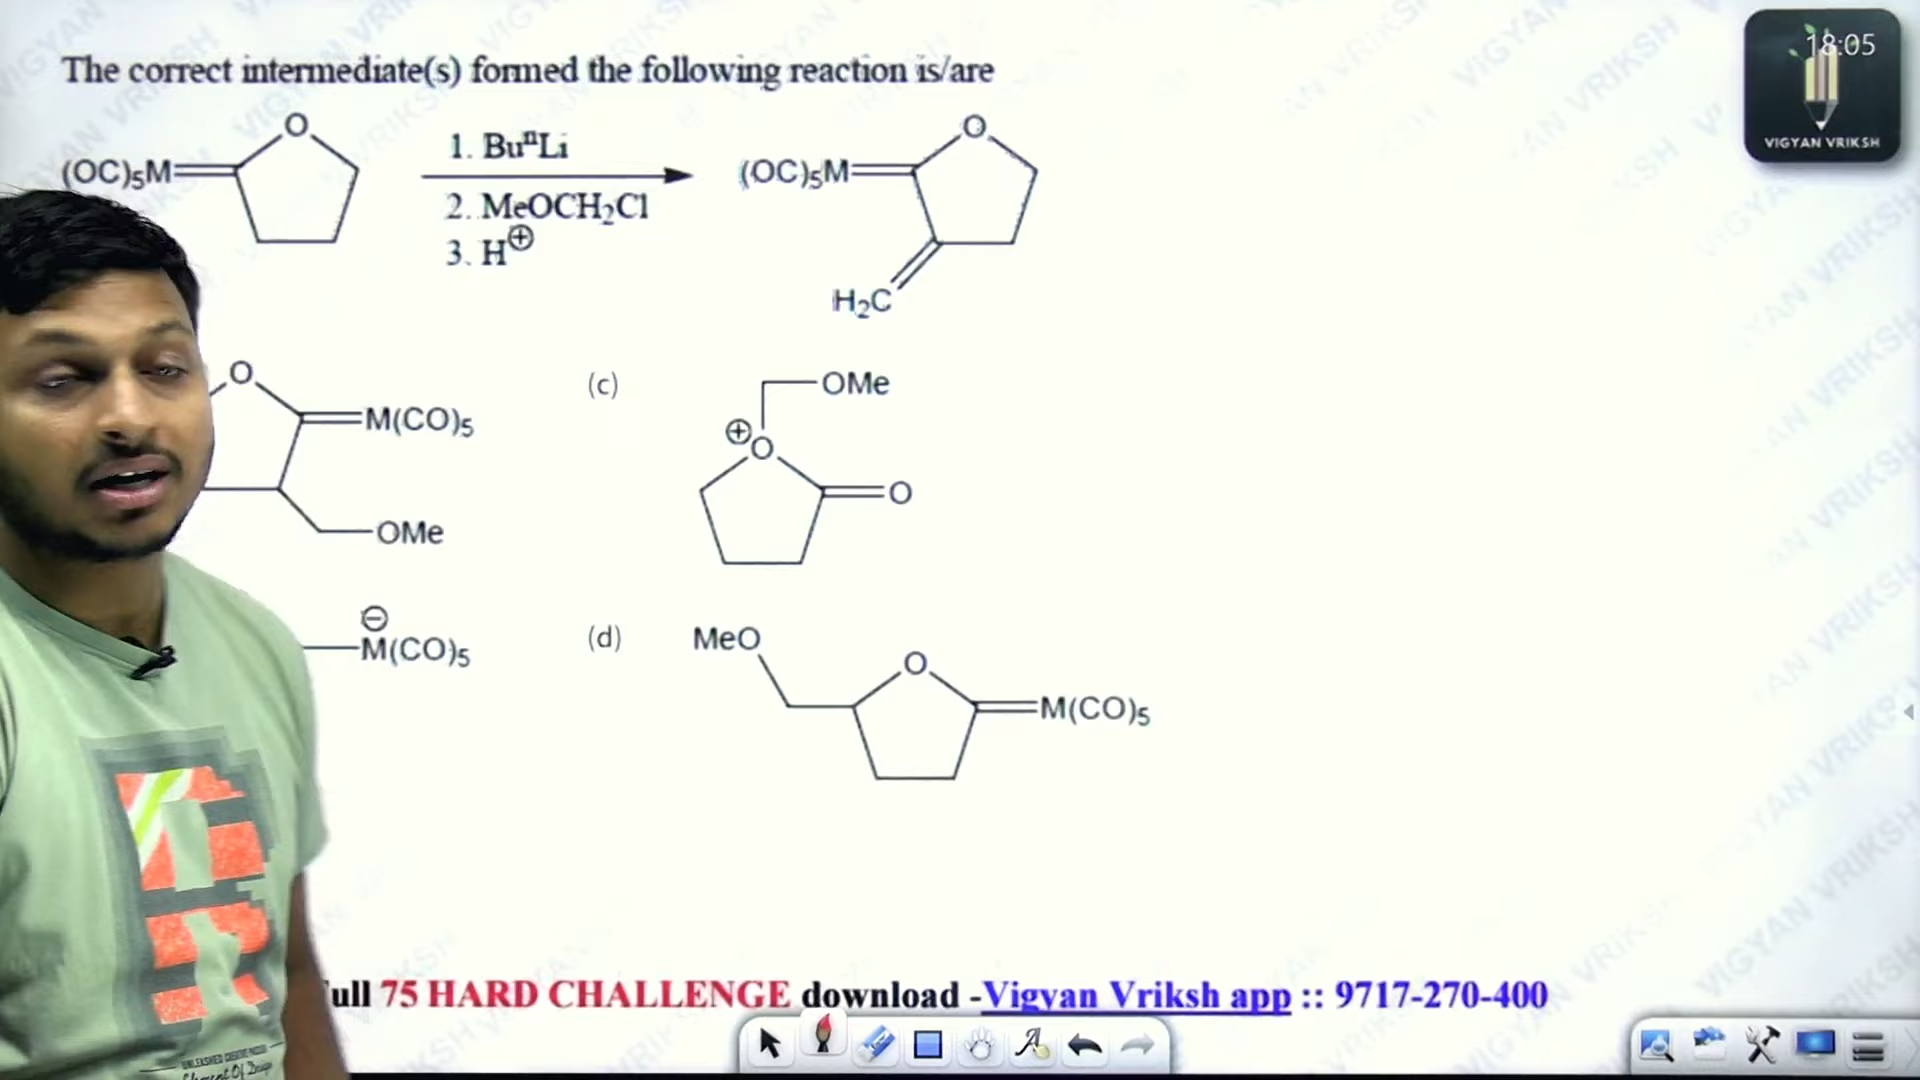 The correct intermediate(s) formed the following reaction is/are
18:05
VIGYAN VRIKSH
O
(OC)₅M
1. BuⁿLi
2. MeOCH₂Cl
3. H⊕
O
(OC)₅M
H₂C
O
M(CO)₅
OMe
(c)
OMe
⊕
O
O
⊖
M(CO)₅
(d)
MeO
O
M(CO)₅
ull 75 HARD CHALLENGE download -Vigyan Vriksh app :: 9717-270-400